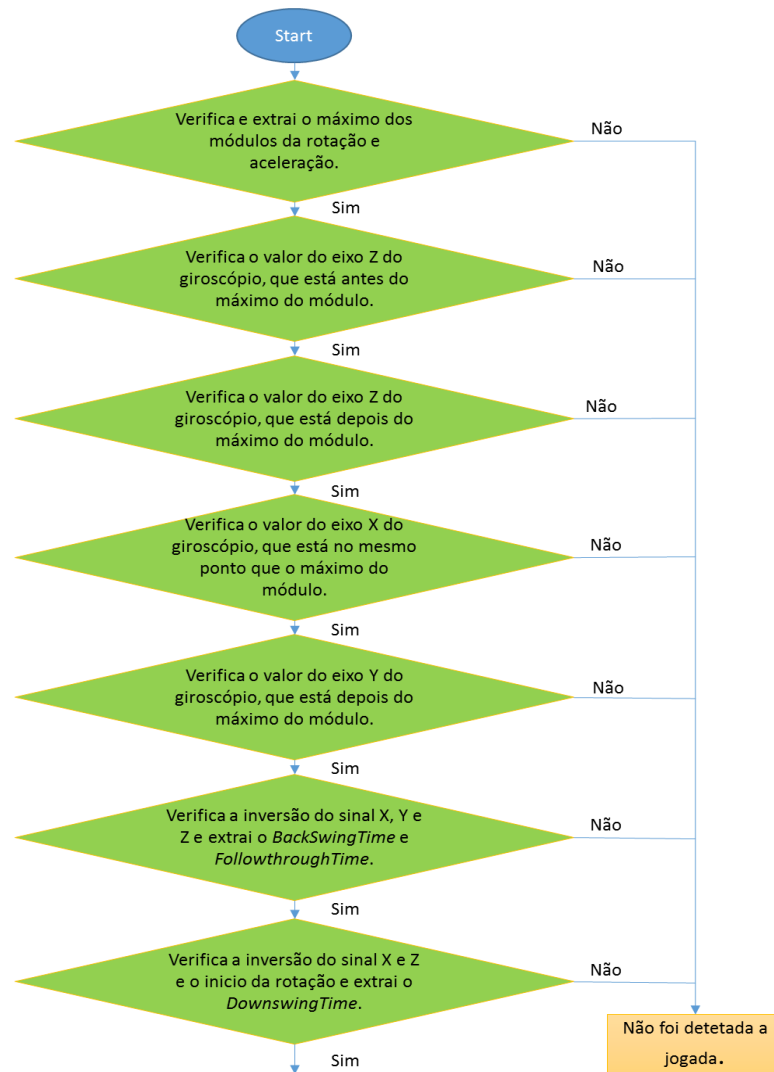 Start
Verifica e extrai o máximo dos
módulos da rotação e
aceleração.
Não
Sim
Verifica o valor do eixo Z do
giroscópio, que está antes do
máximo do módulo.
Não
Sim
Verifica o valor do eixo Z do
giroscópio, que está depois do
máximo do módulo.
Não
Sim
Verifica o valor do eixo X do
giroscópio, que está no mesmo
ponto que o máximo do
módulo.
Não
Sim
Verifica o valor do eixo Y do
giroscópio, que está depois do
máximo do módulo.
Não
Sim
Verifica a inversão do sinal X, Y e
Z e extrai o BackSwingTime e
FollowthroughTime.
Não
Sim
Verifica a inversão do sinal X e Z
e o inicio da rotação e extrai o
DownswingTime.
Não
Sim
Não foi detetada a
jogada.